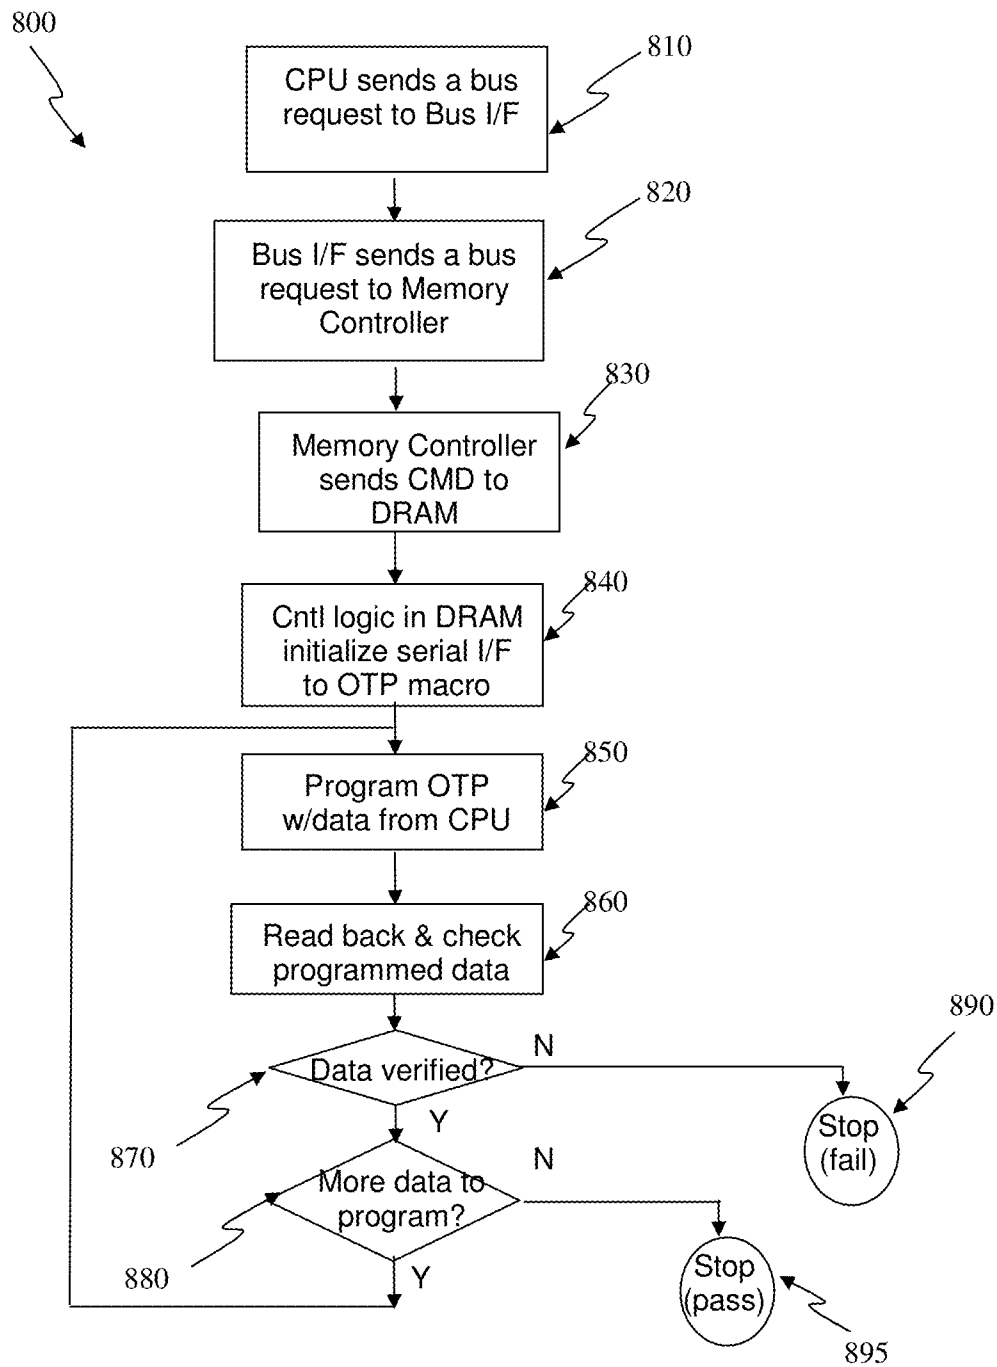 800
810
CPU sends a bus
request to Bus I/F
820
Bus I/F sends a bus
request to Memory
Controller
830
Memory Controller
sends CMD to
DRAM
840
Cntl logic in DRAM
initialize serial I/F
to OTP macro
850
Program OTP
w/data from CPU
860
Read back & check
programmed data
890
N
Data verified?
Y
Stop
(fail)
870
N
More data to
program?
880
Y
Stop
(pass)
895